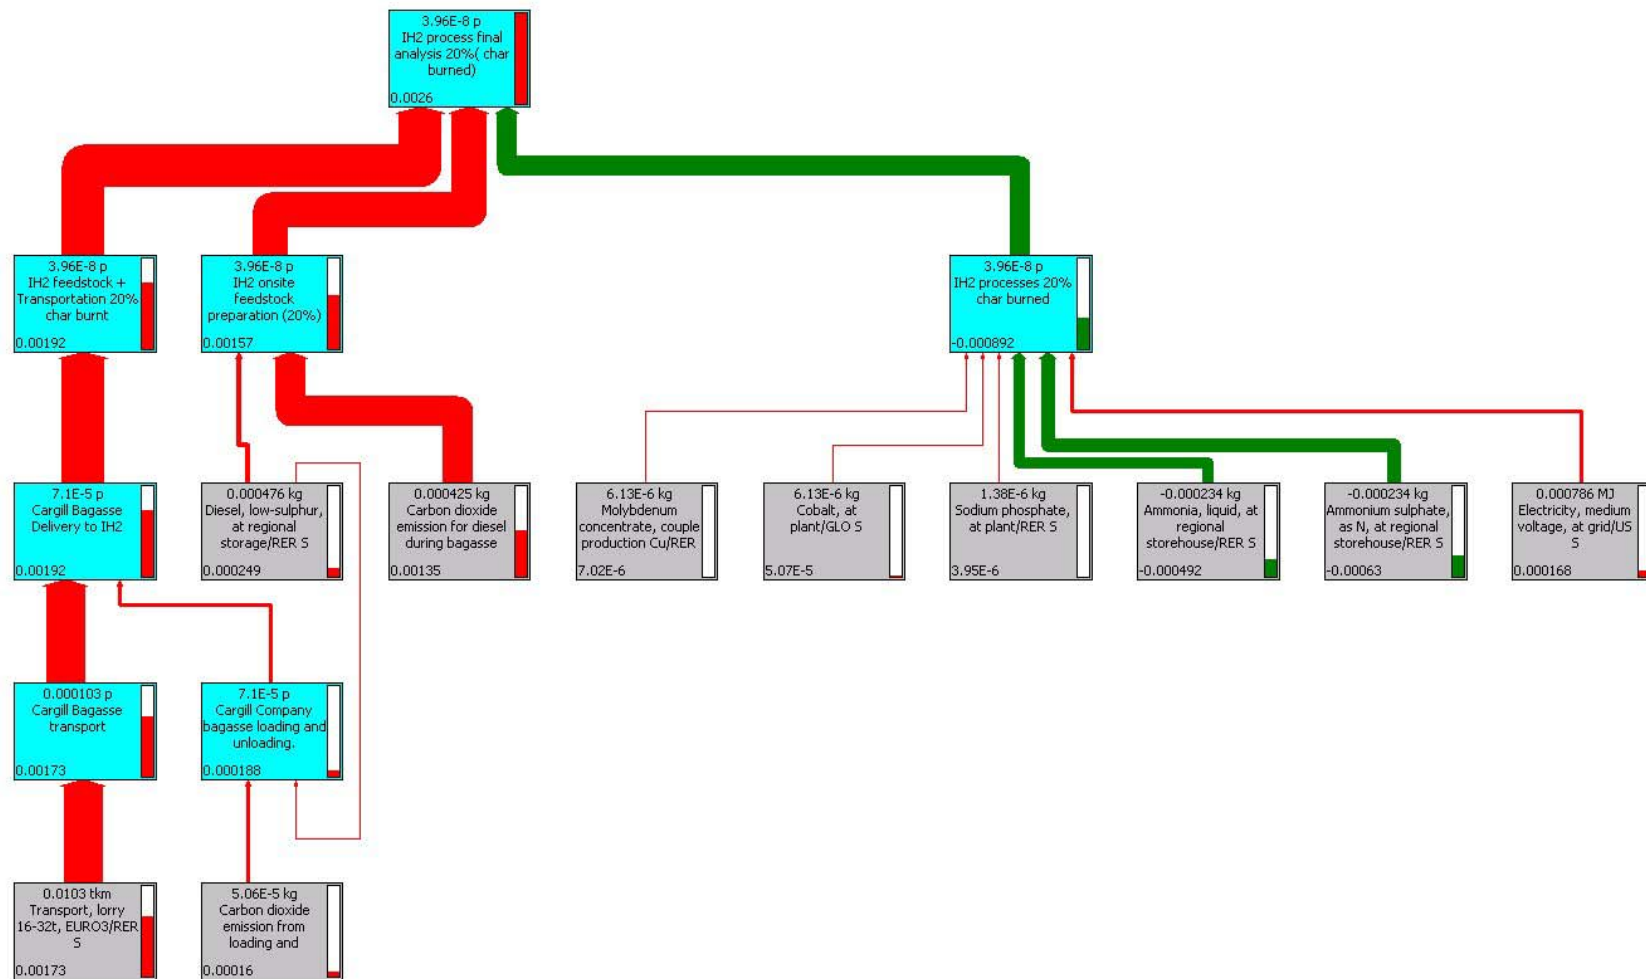 3.96E-8 p
IH2 process final
analysis 20%( char
burned)
0.0026
3.96E-8 p
IH2 feedstock +
Transportation 20%
char burnt
0.00192
3.96E-8 p
IH2 onsite
feedstock
preparation (20%)
0.00157
3.96E-8 p
IH2 processes 20%
char burned
-0.000892
7.1E-5 p
Cargill Bagasse
Delivery to IH2
0.00192
0.000476 kg
Diesel, low-sulphur,
at regional
storage/RER S
0.000249
0.000425 kg
Carbon dioxide
emission for diesel
during bagasse
0.00135
6.13E-6 kg
Molybdenum
concentrate, couple
production Cu/RER
7.02E-6
6.13E-6 kg
Cobalt, at
plant/GLO S
5.07E-5
1.38E-6 kg
Sodium phosphate,
at plant/RER S
3.95E-6
-0.000234 kg
Ammonia, liquid, at
regional
storehouse/RER S
-0.000492
-0.000234 kg
Ammonium sulphate,
as N, at regional
storehouse/RER S
-0.00063
0.000786 MJ
Electricity, medium
voltage, at grid/US
S
0.000168
0.000103 p
Cargill Bagasse
transport
0.00173
7.1E-5 p
Cargill Company
bagasse loading and
unloading.
0.000188
0.0103 tkm
Transport, lorry
16-32t, EURO3/RER
S
0.00173
5.06E-5 kg
Carbon dioxide
emission from
loading and
0.00016